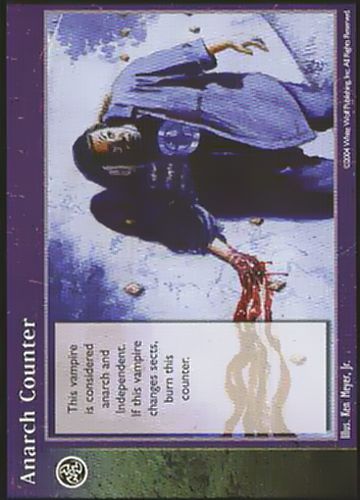 Anarch Counter
This vampire
is considered
anarch and
Independent.
If this vampire
changes sects,
burn this
counter.
Illus. Ken Meyer, Jr.
©2004 White Wolf Publishing, Inc. All Rights Reserved.